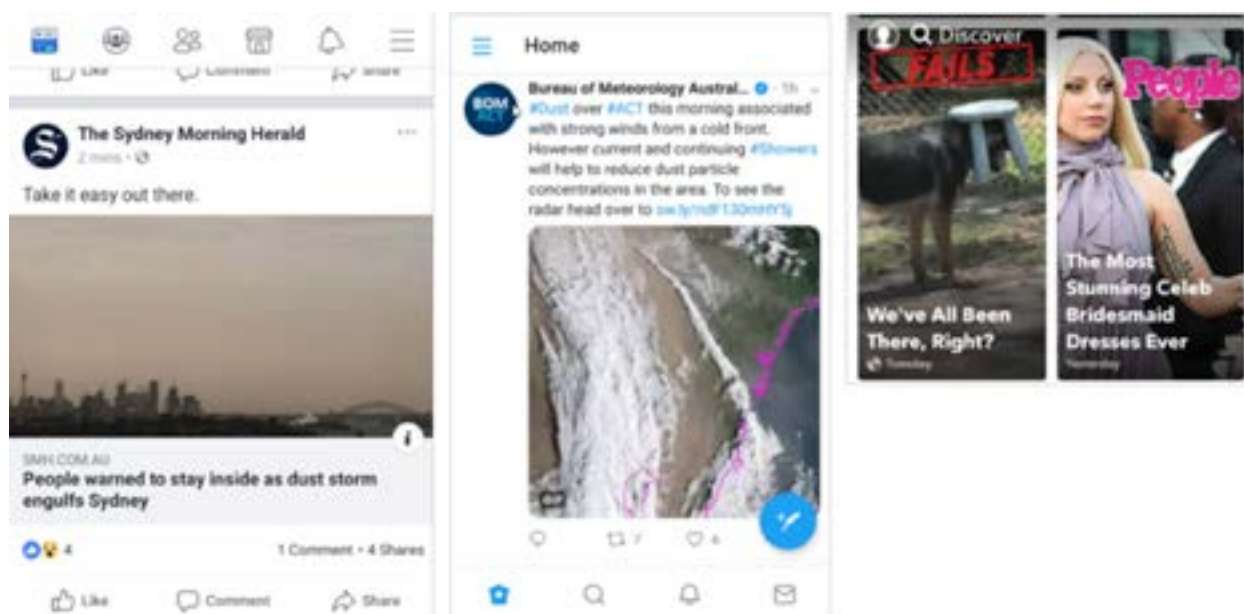 Like Comment Share
The Sydney Morning Herald
2 mins
Take it easy out there.
SMH.COM.AU
People warned to stay inside as dust storm
engulfs Sydney
4
1 Comment • 4 Shares
Like Comment Share
Home
Bureau of Meteorology Austral... 1h
BOM
ACT
#Dust over #ACT this morning associated
with strong winds from a cold front.
However current and continuing #Showers
will help to reduce dust particle
concentrations in the area. To see the
radar head over to
7 6
Discover
FAILS
We've All Been
There, Right?
Tuesday
People
The Most
Stunning Celeb
Bridesmaid
Dresses Ever
Yesterday